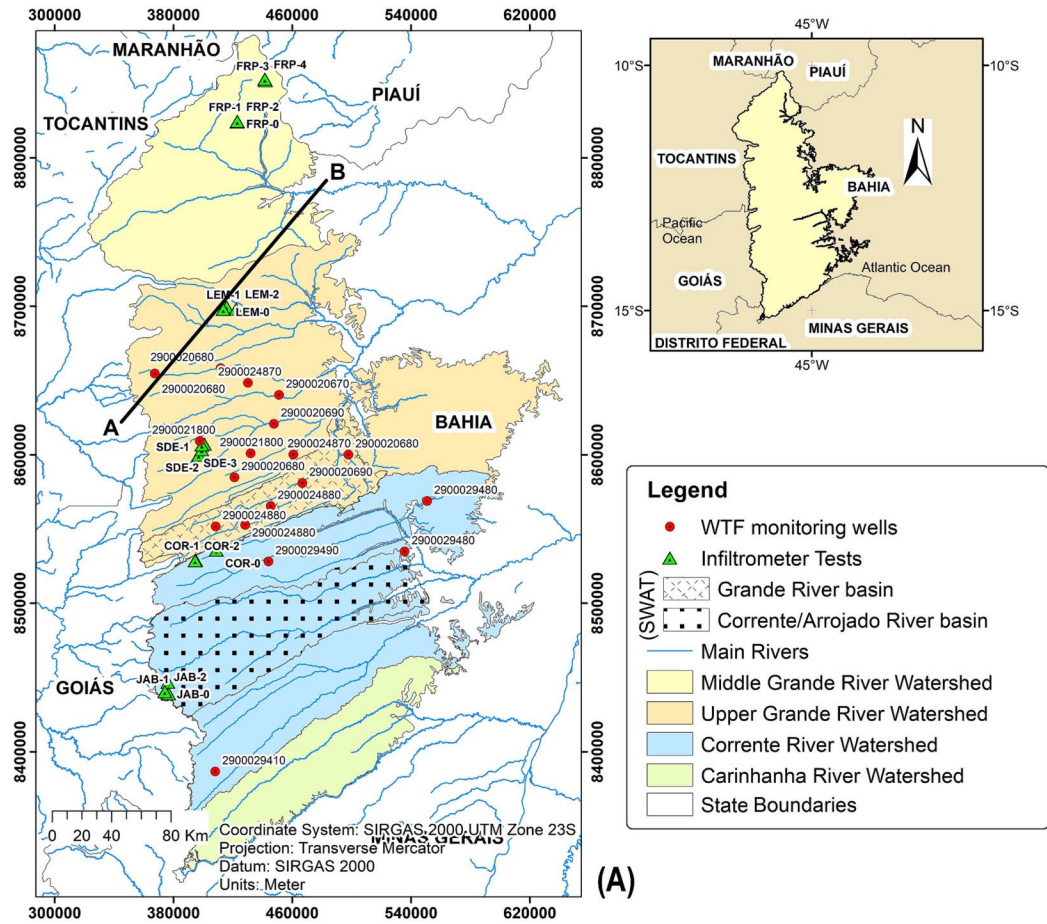 300000 380000 460000 540000 620000
MARANHÃO
FRP-3 FRP-4
PIAUÍ
FRP-1 FRP-2
FRP-0
TOCANTINS
8800000
8800000
B
LEM-1 LEM-2
LEM-0
8700000
8700000
2900020680
2900024870
2900020680
2900020670
2900020690
A
BAHIA
2900021800
2900021800
2900024870
2900020680
SDE-1
SDE-2
SDE-3
2900020680
2900020690
8600000
8600000
2900024880
2900029480
2900024880
2900024880
COR-1 COR-2
COR-0
2900029490
2900029480
8500000
8500000
GOIÁS
JAB-1 JAB-2
JAB-0
8400000
8400000
2900029410
0 20 40 80 Km
Coordinate System: SIRGAS 2000 UTM Zone 23S
Projection: Transverse Mercator
Datum: SIRGAS 2000
Units: Meter
MINAS GERAIS
300000 380000 460000 540000 620000
(A)
45°W
10°S
10°S
MARANHÃO
PIAUÍ
N
TOCANTINS
BAHIA
Pacific
Ocean
Atlantic Ocean
GOIÁS
15°S
15°S
MINAS GERAIS
DISTRITO FEDERAL
45°W
Legend
WTF monitoring wells
Infiltrometer Tests
(SWAT)
Grande River basin
Corrente/Arrojado River basin
Main Rivers
Middle Grande River Watershed
Upper Grande River Watershed
Corrente River Watershed
Carinhanha River Watershed
State Boundaries